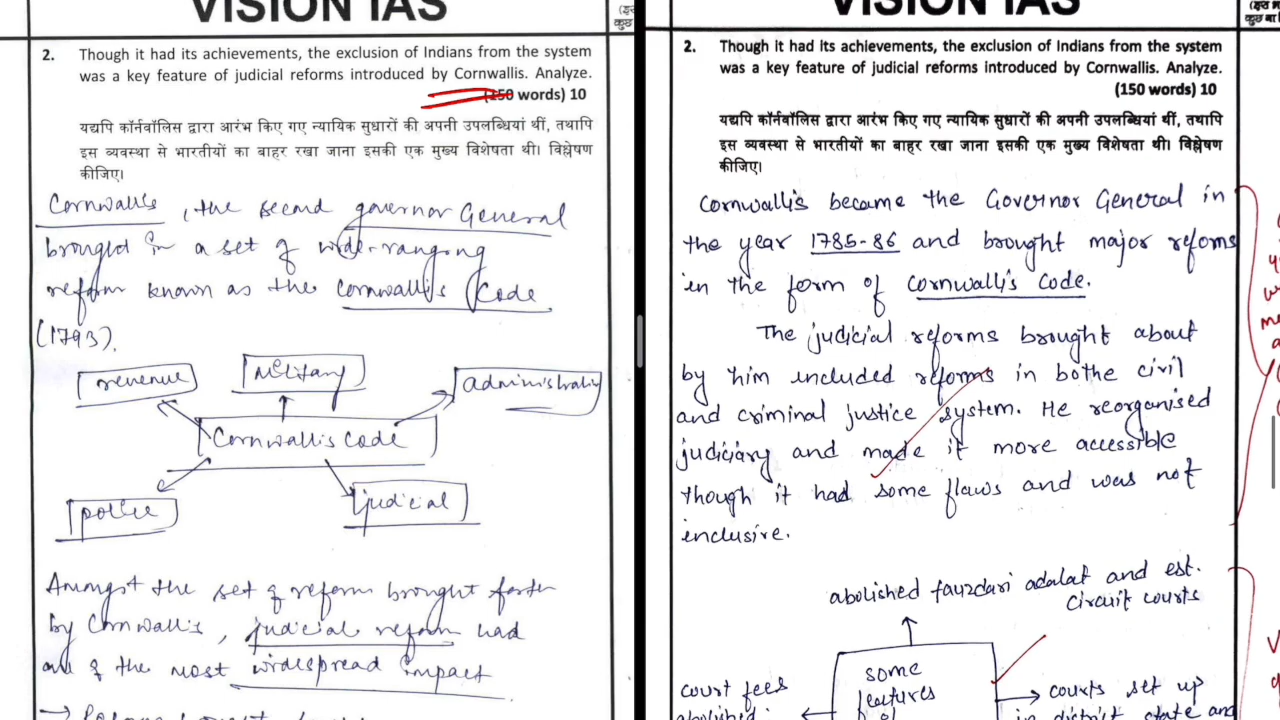 VISION IAS
2. Though it had its achievements, the exclusion of Indians from the system
was a key feature of judicial reforms introduced by Cornwallis. Analyze.
(150 words) 10
यद्यपि कॉर्नवॉलिस द्वारा आरंभ किए गए न्यायिक सुधारों की अपनी उपलब्धियां थीं, तथापि
इस व्यवस्था से भारतीयों का बाहर रखा जाना इसकी एक मुख्य विशेषता थी। विश्लेषण
कीजिए।
Cornwallis, the second governor General
brought in a set of wide-ranging
reform known as the cornwallis Code
(1793).
revenue
Military
administrative
Cornwallis Code
police
judicial
Amongst the set of reform brought
by Cornwallis, judicial reform had
one of the most widespread impact
VISION IAS
2. Though it had its achievements, the exclusion of Indians from the system
was a key feature of judicial reforms introduced by Cornwallis. Analyze.
(150 words) 10
यद्यपि कॉर्नवॉलिस द्वारा आरंभ किए गए न्यायिक सुधारों की अपनी उपलब्धियां थीं, तथापि
इस व्यवस्था से भारतीयों का बाहर रखा जाना इसकी एक मुख्य विशेषता थी। विश्लेषण
कीजिए।
Cornwallis became the Governor General in
the year 1785-86 and brought major reforms
in the form of Cornwallis Code.
The judicial reforms brought about
by him included reforms in bothe civil
and criminal justice system. He reorganised
judiciary and made it more accessible
though it had some flaws and was not
inclusive.
abolished fauzdari adalat and est.
circuit courts
some
features
of
court fees
abolished
courts set up
in district, state and